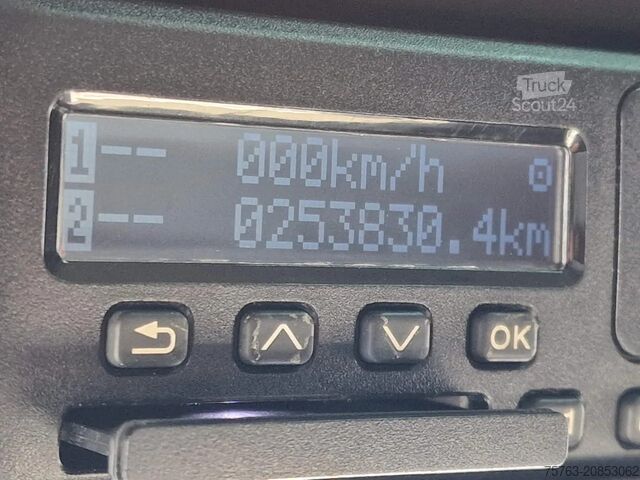 Truck
Scout24
1 -- 000km/h
2 -- 0253830.4km
OK
75763-20853062